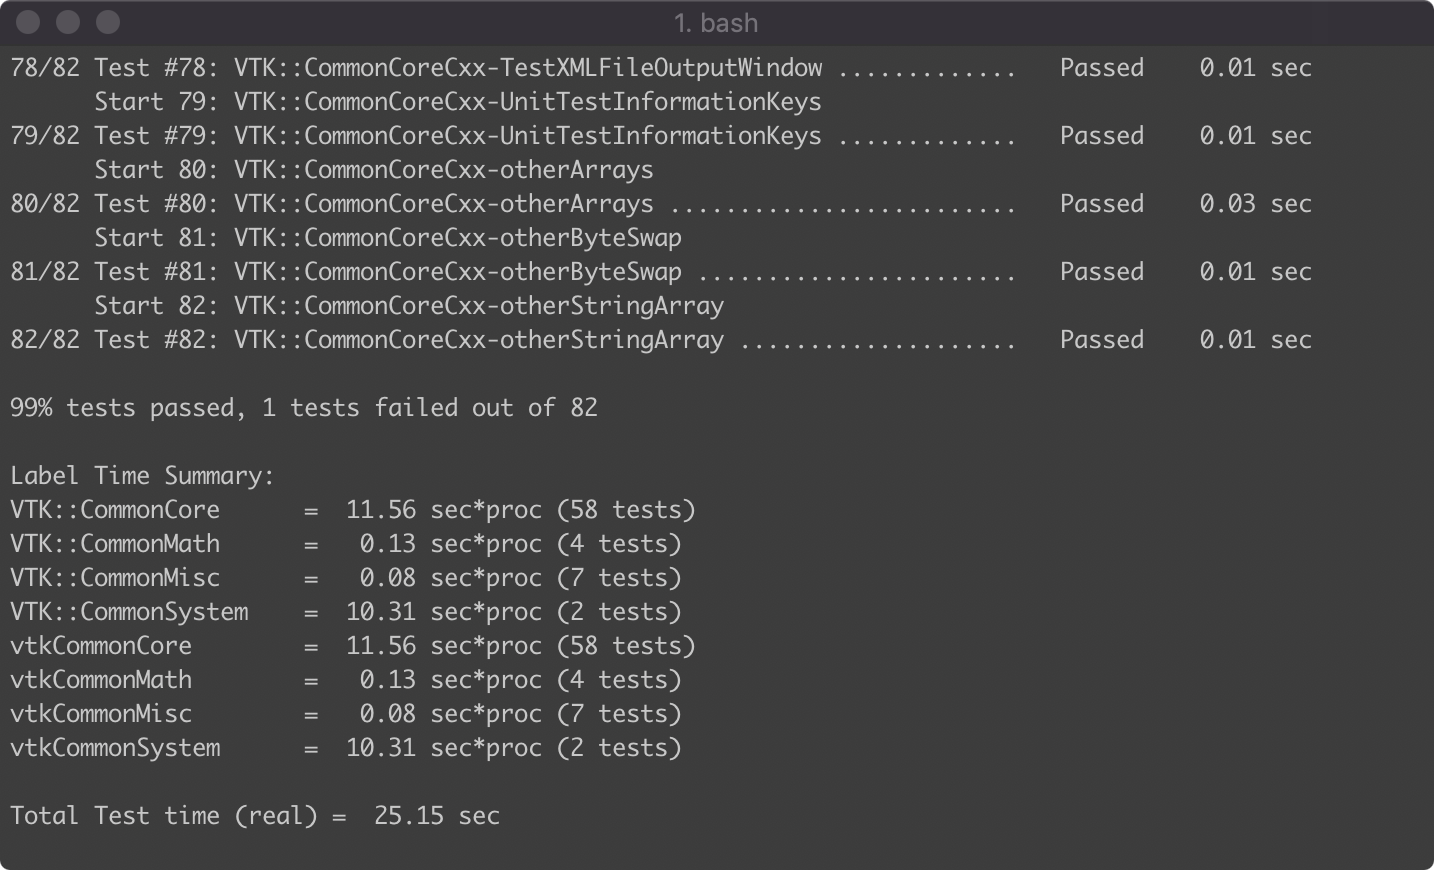 1. bash
78/82 Test #78: VTK::CommonCoreCxx-TestXMLFileOutputWindow .............   Passed    0.01 sec
      Start 79: VTK::CommonCoreCxx-UnitTestInformationKeys
79/82 Test #79: VTK::CommonCoreCxx-UnitTestInformationKeys .............   Passed    0.01 sec
      Start 80: VTK::CommonCoreCxx-otherArrays
80/82 Test #80: VTK::CommonCoreCxx-otherArrays .........................   Passed    0.03 sec
      Start 81: VTK::CommonCoreCxx-otherByteSwap
81/82 Test #81: VTK::CommonCoreCxx-otherByteSwap .......................   Passed    0.01 sec
      Start 82: VTK::CommonCoreCxx-otherStringArray
82/82 Test #82: VTK::CommonCoreCxx-otherStringArray ....................   Passed    0.01 sec

99% tests passed, 1 tests failed out of 82

Label Time Summary:
VTK::CommonCore      =  11.56 sec*proc (58 tests)
VTK::CommonMath      =   0.13 sec*proc (4 tests)
VTK::CommonMisc      =   0.08 sec*proc (7 tests)
VTK::CommonSystem    =  10.31 sec*proc (2 tests)
vtkCommonCore        =  11.56 sec*proc (58 tests)
vtkCommonMath        =   0.13 sec*proc (4 tests)
vtkCommonMisc        =   0.08 sec*proc (7 tests)
vtkCommonSystem      =  10.31 sec*proc (2 tests)

Total Test time (real) =  25.15 sec